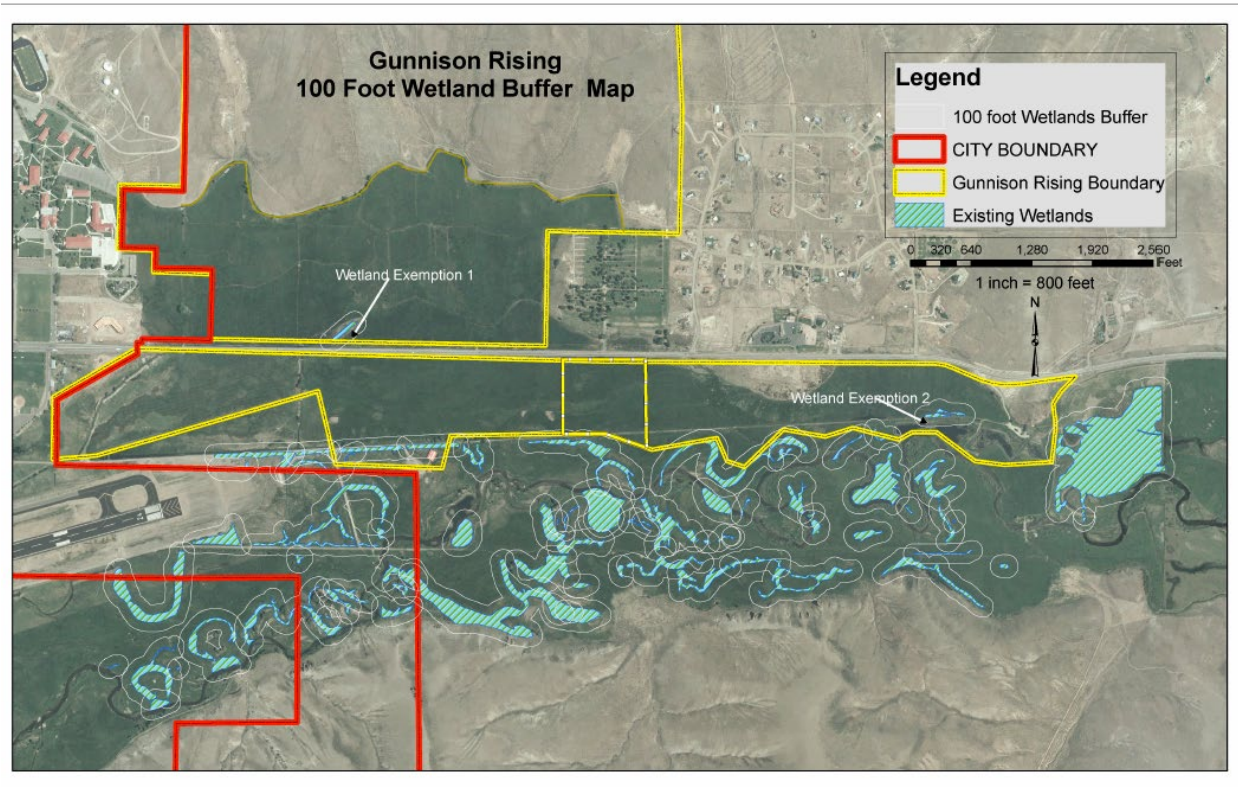 Gunnison Rising
100 Foot Wetland Buffer Map
Legend
100 foot Wetlands Buffer
CITY BOUNDARY
Gunnison Rising Boundary
Existing Wetlands
0 320 640 1,280 1,920 2,560
Feet
1 inch = 800 feet
N
Wetland Exemption 1
Wetland Exemption 2